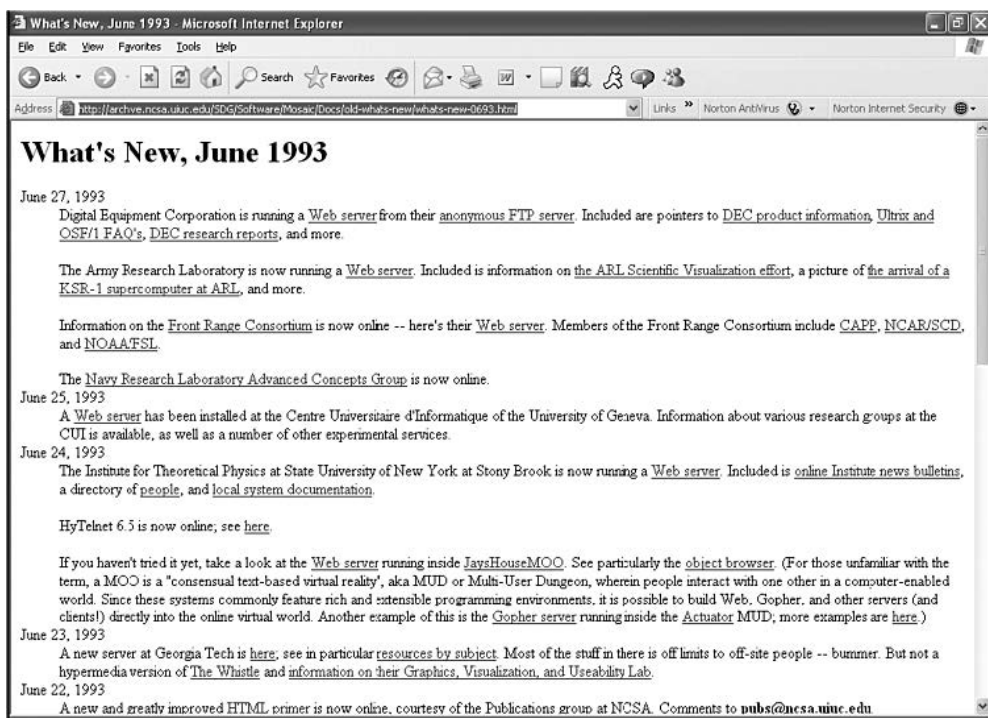 What's New, June 1993 - Microsoft Internet Explorer
File Edit View Favorites Tools Help
Back Search Favorites
Address http://archive.ncsa.uiuc.edu/SDG/Software/Mosaic/Docs/old-whats-new/whats-new-0693.html Links » Norton AntiVirus Norton Internet Security
What's New, June 1993
June 27, 1993
Digital Equipment Corporation is running a Web server from their anonymous FTP server. Included are pointers to DEC product information, Ultrix and
OSF/1 FAQ's, DEC research reports, and more.
The Army Research Laboratory is now running a Web server. Included is information on the ARL Scientific Visualization effort, a picture of the arrival of a
KSR-1 supercomputer at ARL, and more.
Information on the Front Range Consortium is now online -- here's their Web server. Members of the Front Range Consortium include CAPP, NCAR/SCD,
and NOAA/FSL.
The Navy Research Laboratory Advanced Concepts Group is now online.
June 25, 1993
A Web server has been installed at the Centre Universitaire d'Informatique of the University of Geneva. Information about various research groups at the
CUI is available, as well as a number of other experimental services.
June 24, 1993
The Institute for Theoretical Physics at State University of New York at Stony Brook is now running a Web server. Included is online Institute news bulletins,
a directory of people, and local system documentation.
HyTelnet 6.5 is now online; see here.
If you haven't tried it yet, take a look at the Web server running inside JaysHouseMOO. See particularly the object browser. (For those unfamiliar with the
term, a MOO is a "consensual text-based virtual reality", aka MUD or Multi-User Dungeon, wherein people interact with one other in a computer-enabled
world. Since these systems commonly feature rich and extensible programming environments, it is possible to build Web, Gopher, and other servers (and
clients!) directly into the online virtual world. Another example of this is the Gopher server running inside the Actuator MUD; more examples are here.)
June 23, 1993
A new server at Georgia Tech is here; see in particular resources by subject. Most of the stuff in there is off limits to off-site people -- bummer. But not a
hypermedia version of The Whistle and information on their Graphics, Visualization, and Useability Lab.
June 22, 1993
A new and greatly improved HTML primer is now online, courtesy of the Publications group at NCSA. Comments to pubs@ncsa.uiuc.edu.